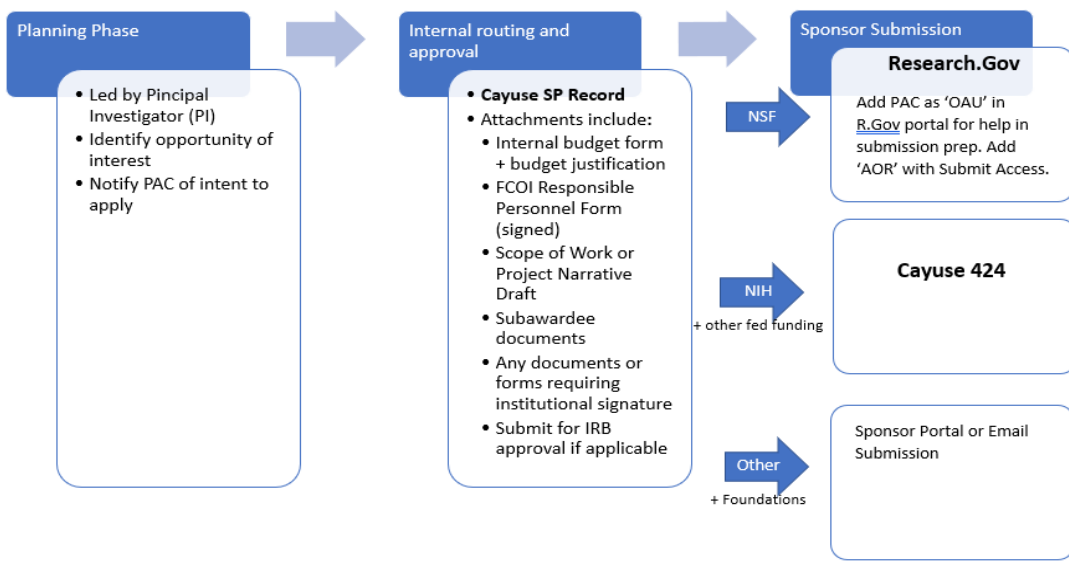 Planning Phase
• Led by Pincipal
Investigator (PI)
• Identify opportunity of
interest
• Notify PAC of intent to
apply
Internal routing and
approval
• Cayuse SP Record
• Attachments include:
• Internal budget form
+ budget justification
• FCOI Responsible
Personnel Form
(signed)
• Scope of Work or
Project Narrative
Draft
• Subawardee
documents
• Any documents or
forms requiring
institutional signature
• Submit for IRB
approval if applicable
Sponsor Submission
NSF
Research.Gov
Add PAC as ‘OAU’ in
R.Gov portal for help in
submission prep. Add
‘AOR’ with Submit Access.
NIH
+ other fed funding
Cayuse 424
Other
+ Foundations
Sponsor Portal or Email
Submission